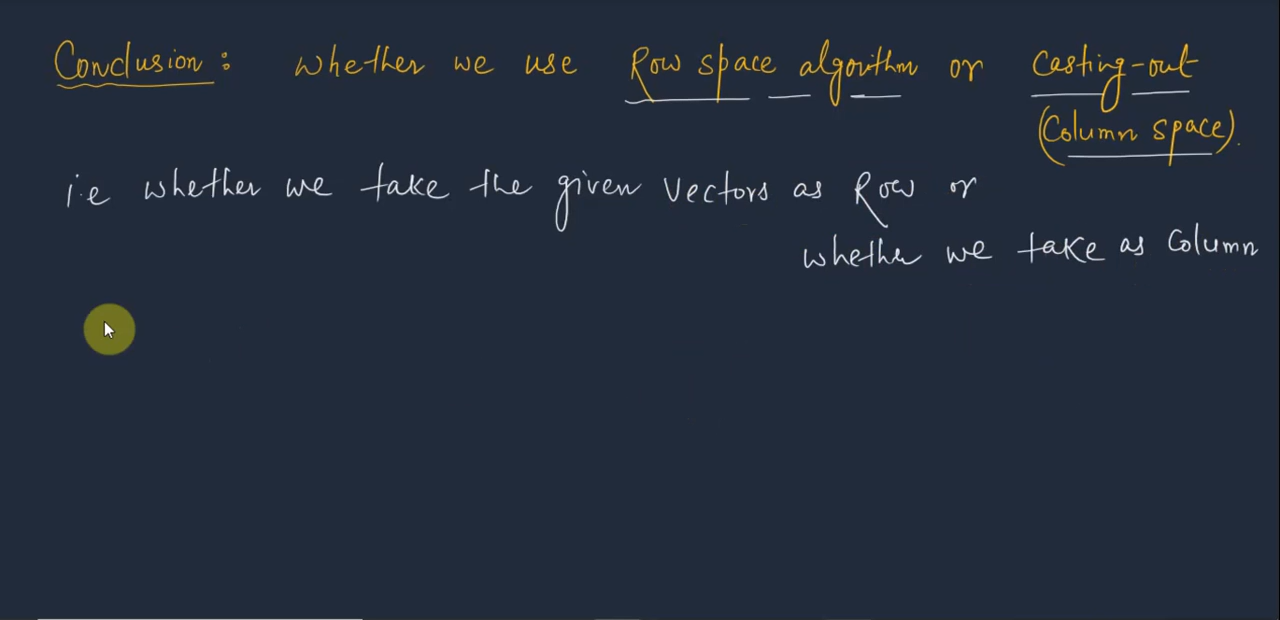 Conclusion: whether we use Row space algorithm or Casting-out
(Column space).
i.e whether we take the given vectors as Row or
whether we take as Column